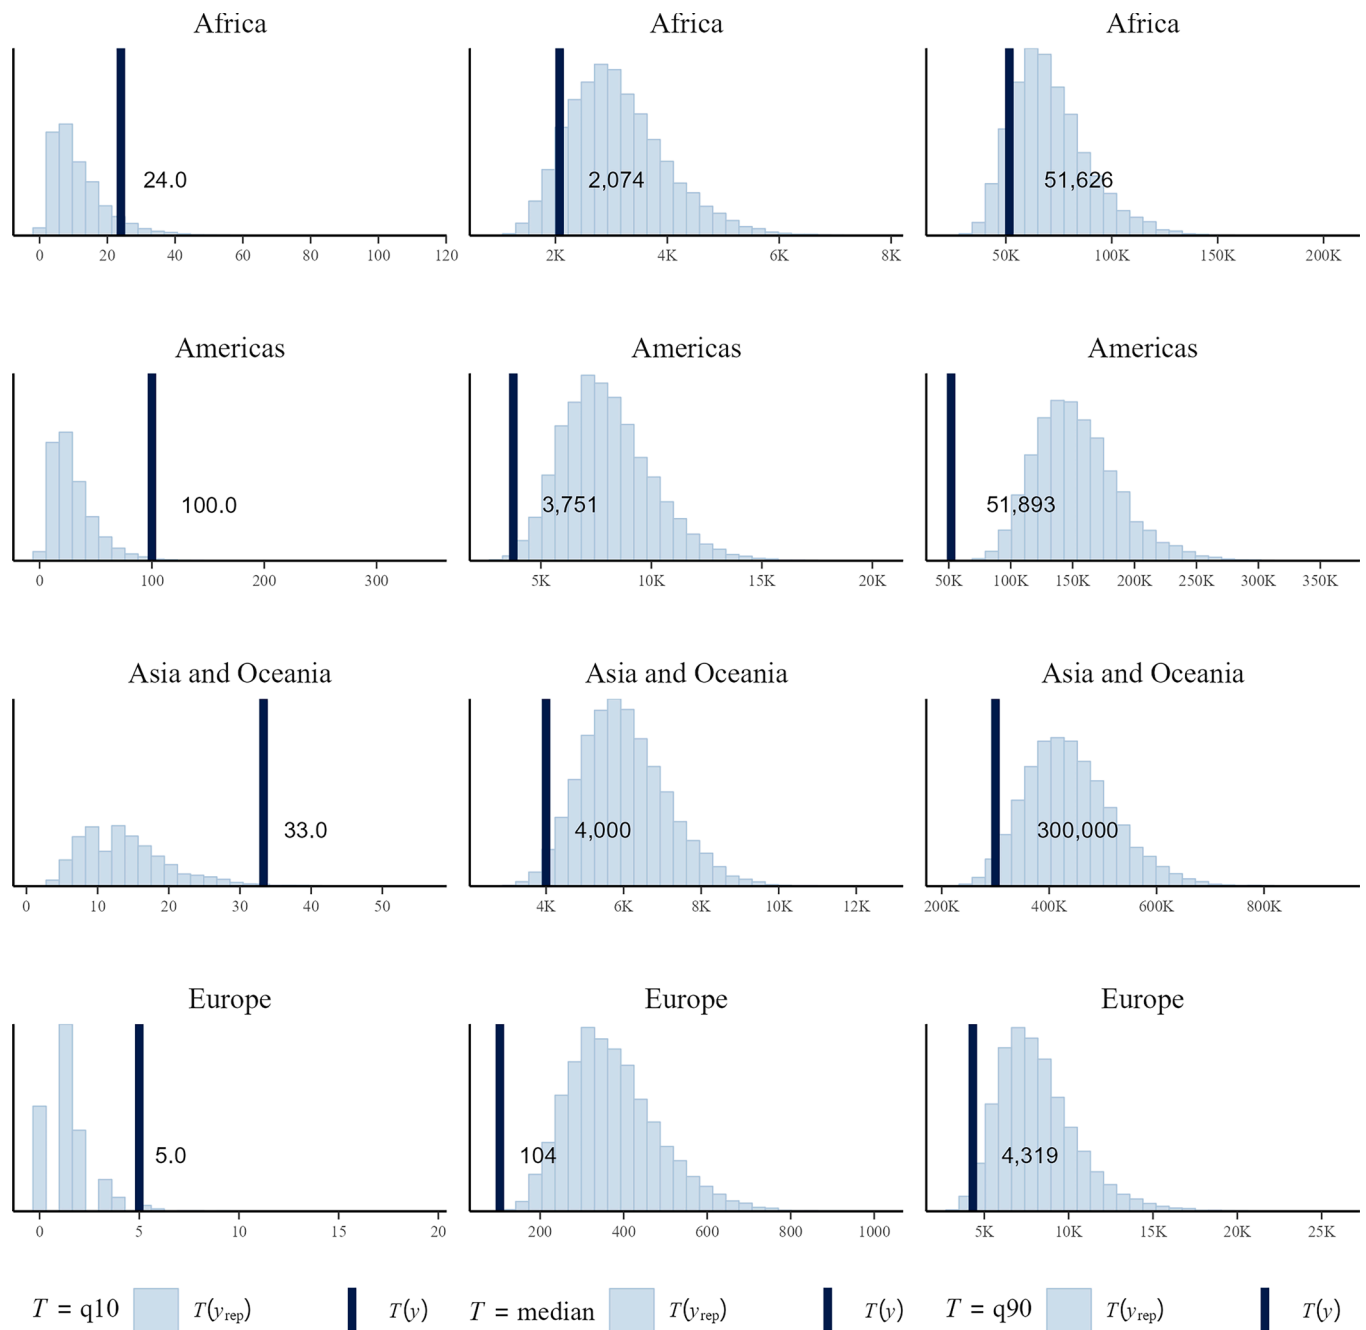 Africa Africa Africa
24.0 2,074 51,626
0 20 40 60 80 100 120 2K 4K 6K 8K 50K 100K 150K 200K
Americas Americas Americas
100.0 3,751 51,893
0 100 200 300 5K 10K 15K 20K 50K 100K 150K 200K 250K 300K 350K
Asia and Oceania Asia and Oceania Asia and Oceania
33.0 4,000 300,000
0 10 20 30 40 50 4K 6K 8K 10K 12K 200K 400K 600K 800K
Europe Europe Europe
5.0 104 4,319
0 5 10 15 20 200 400 600 800 1000 5K 10K 15K 20K 25K
T = q10 T(yrep) T(y) T = median T(yrep) T(y) T = q90 T(yrep) T(y)